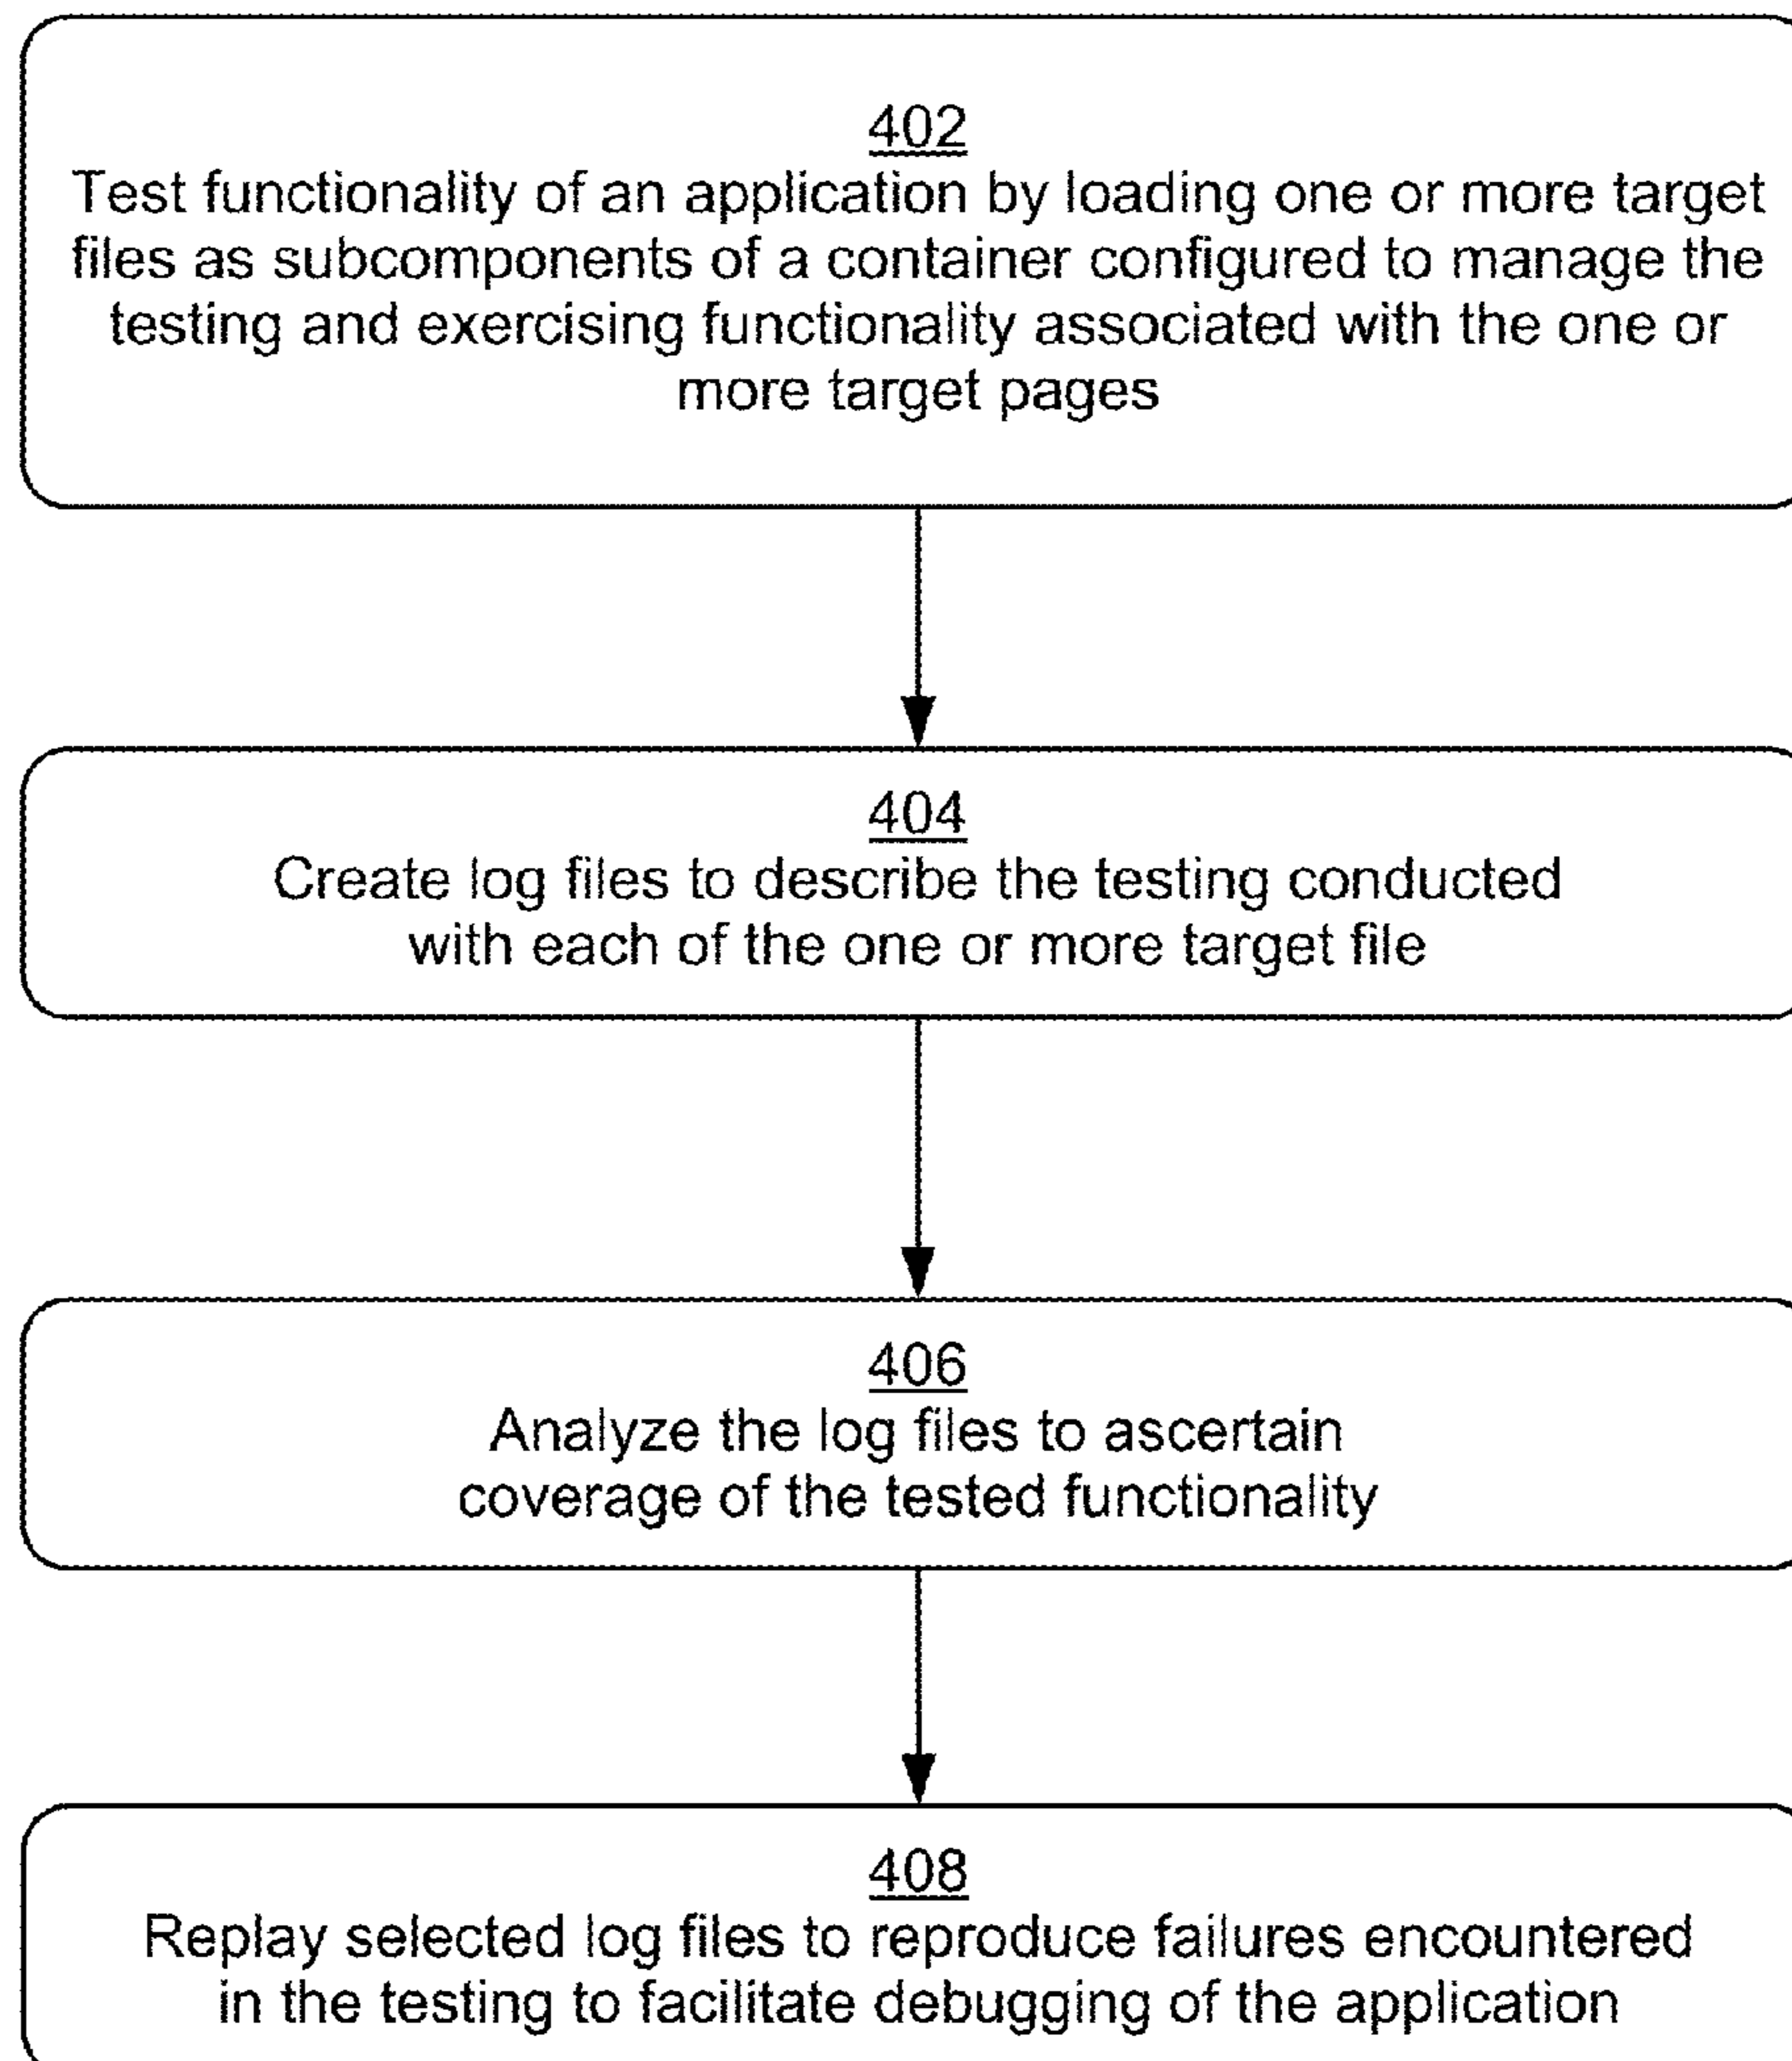 402
Test functionality of an application by loading one or more target
files as subcomponents of a container configured to manage the
testing and exercising functionality associated with the one or
more target pages
404
Create log files to describe the testing conducted
with each of the one or more target file
406
Analyze the log files to ascertain
coverage of the tested functionality
408
Replay selected log files to reproduce failures encountered
in the testing to facilitate debugging of the application